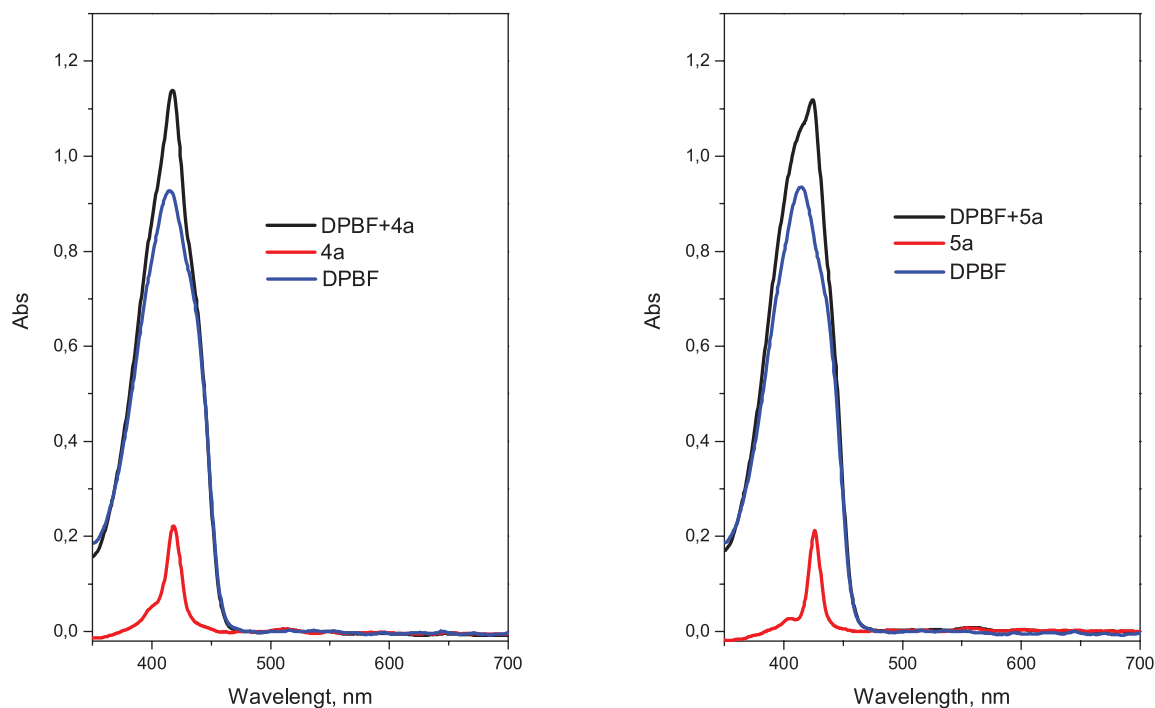 1,2
1,0
0,8
0,6
0,4
0,2
0,0
Abs
DPBF+4a
4a
DPBF
400
500
600
700
Wavelengt, nm
1,2
1,0
0,8
0,6
0,4
0,2
0,0
Abs
DPBF+5a
5a
DPBF
400
500
600
700
Wavelength, nm